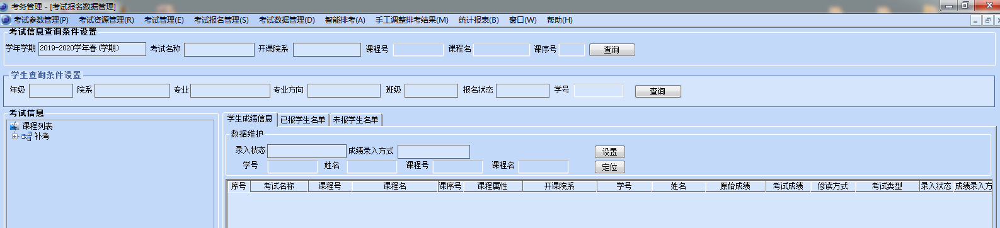 考务管理 - [考试报名数据管理]
考试参数管理(P) 考试资源管理(R) 考试管理(E) 考试报名管理(S) 考试数据管理(D) 智能排考(A) 手工调整排考结果(M) 统计报表(B) 窗口(W) 帮助(H)
考试信息查询条件设置
学年学期 2019-2020学年春(学期) 考试名称 开课院系 课程号 课程名 课序号 查询
学生查询条件设置
年级 院系 专业 专业方向 班级 报名状态 学号 查询
考试信息
课程列表
补考
学生成绩信息 已报学生名单 未报学生名单
数据维护
录入状态 成绩录入方式 设置
学号 姓名 课程号 课程名 定位
序号 考试名称 课程号 课程名 课序号 课程属性 开课院系 学号 姓名 原始成绩 考试成绩 修读方式 考试类型 录入状态 成绩录入方